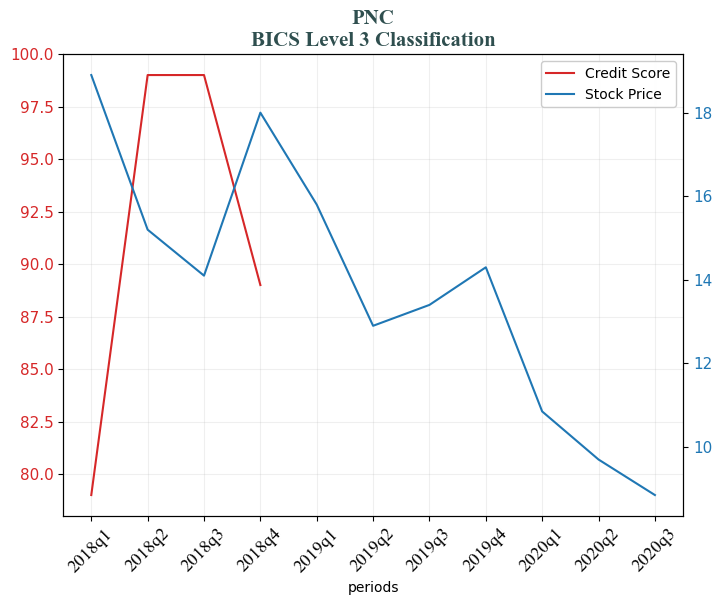 PNC
BICS Level 3 Classification
Credit Score
Stock Price
100.0
97.5
95.0
92.5
90.0
87.5
85.0
82.5
80.0
18
16
14
12
10
2018q1
2018q2
2018q3
2018q4
2019q1
2019q2
2019q3
2019q4
2020q1
2020q2
2020q3
periods